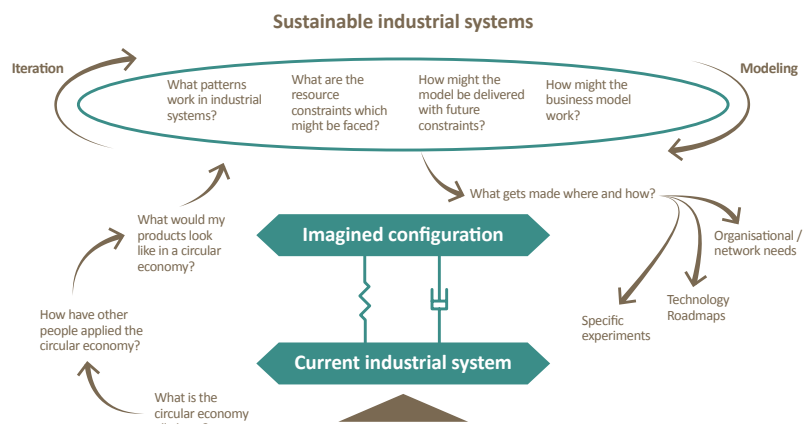 Sustainable industrial systems
Iteration
Modeling
What patterns
work in industrial
systems?
What are the
resource
constraints which
might be faced?
How might the
model be delivered
with future
constraints?
How might the
business model
work?
What gets made where and how?
What would my
products look
like in a circular
economy?
Imagined configuration
Organisational /
network needs
Technology
Roadmaps
Specific
experiments
How have other
people applied the
circular economy?
Current industrial system
What is the
circular economy